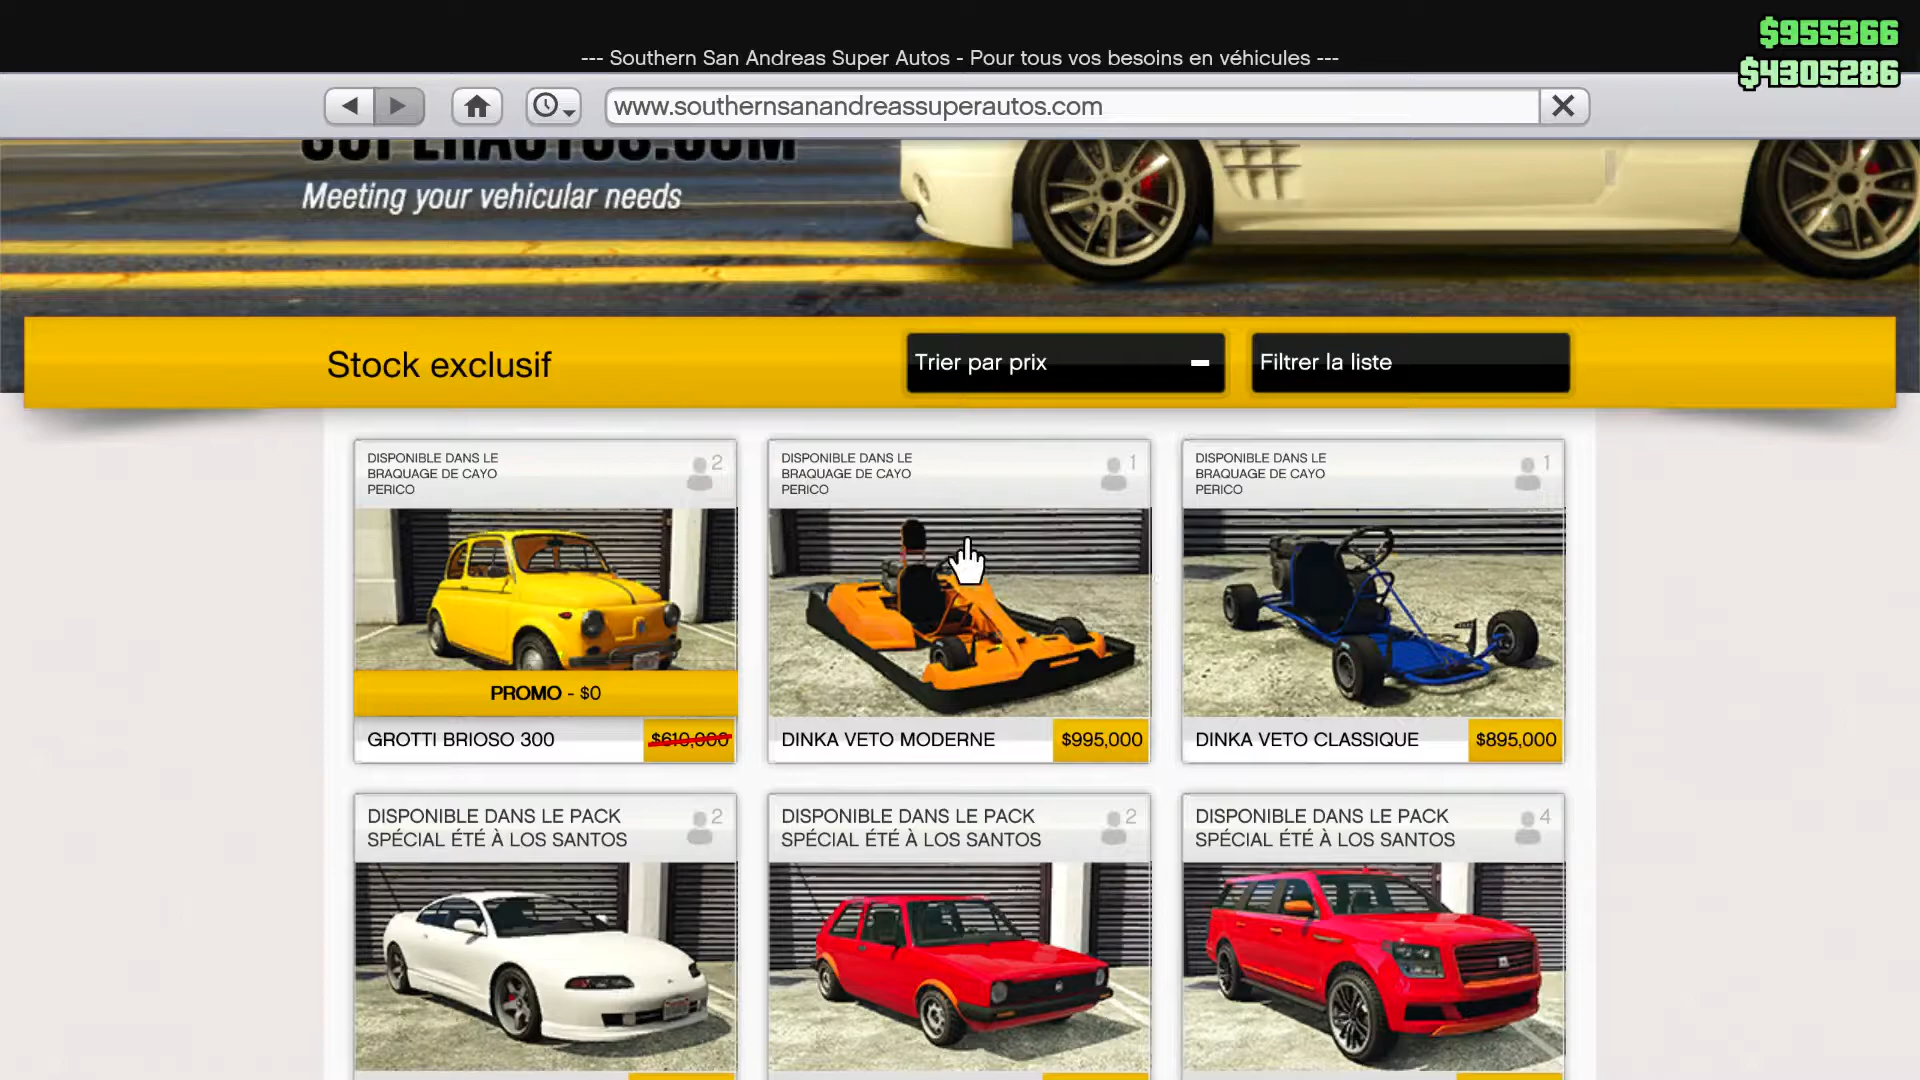 $955366
--- Southern San Andreas Super Autos - Pour tous vos besoins en véhicules ---
$4305286
www.southernsanandreassuperautos.com
SUPERAUTOS.COM
Meeting your vehicular needs
Stock exclusif
Trier par prix
Filtrer la liste
DISPONIBLE DANS LE
BRAQUAGE DE CAYO
PERICO
2
DISPONIBLE DANS LE
BRAQUAGE DE CAYO
PERICO
1
DISPONIBLE DANS LE
BRAQUAGE DE CAYO
PERICO
1
PROMO - $0
GROTTI BRIOSO 300
$610,000
DINKA VETO MODERNE
$995,000
DINKA VETO CLASSIQUE
$895,000
DISPONIBLE DANS LE PACK
SPÉCIAL ÉTÉ À LOS SANTOS
2
DISPONIBLE DANS LE PACK
SPÉCIAL ÉTÉ À LOS SANTOS
2
DISPONIBLE DANS LE PACK
SPÉCIAL ÉTÉ À LOS SANTOS
4